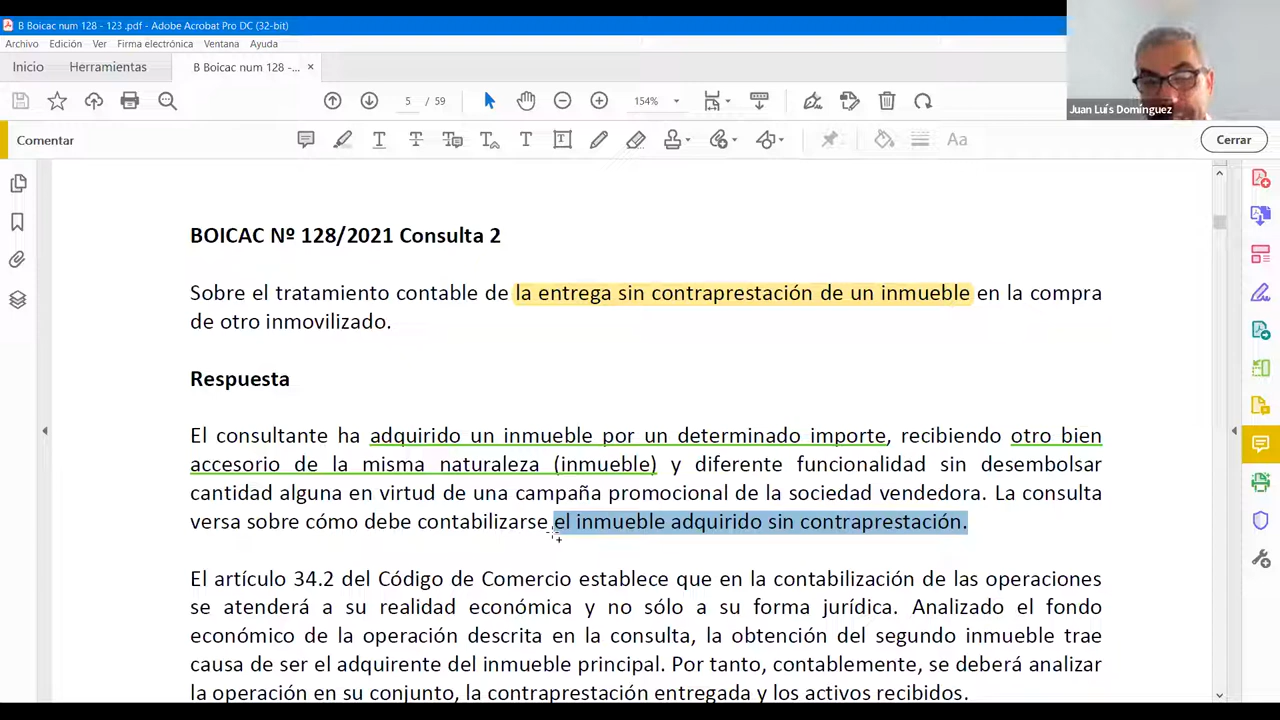 B Boicac num 128 - 123 .pdf - Adobe Acrobat Pro DC (32-bit)
Archivo Edición Ver Firma electrónica Ventana Ayuda
Inicio Herramientas B Boicac num 128 -... ×
5 / 59 154%
Juan Luís Domínguez
Comentar Aa Cerrar
BOICAC Nº 128/2021 Consulta 2
Sobre el tratamiento contable de la entrega sin contraprestación de un inmueble en la compra
de otro inmovilizado.
Respuesta
El consultante ha adquirido un inmueble por un determinado importe, recibiendo otro bien
accesorio de la misma naturaleza (inmueble) y diferente funcionalidad sin desembolsar
cantidad alguna en virtud de una campaña promocional de la sociedad vendedora. La consulta
versa sobre cómo debe contabilizarse el inmueble adquirido sin contraprestación.
El artículo 34.2 del Código de Comercio establece que en la contabilización de las operaciones
se atenderá a su realidad económica y no sólo a su forma jurídica. Analizado el fondo
económico de la operación descrita en la consulta, la obtención del segundo inmueble trae
causa de ser el adquirente del inmueble principal. Por tanto, contablemente, se deberá analizar
la operación en su conjunto, la contraprestación entregada y los activos recibidos.